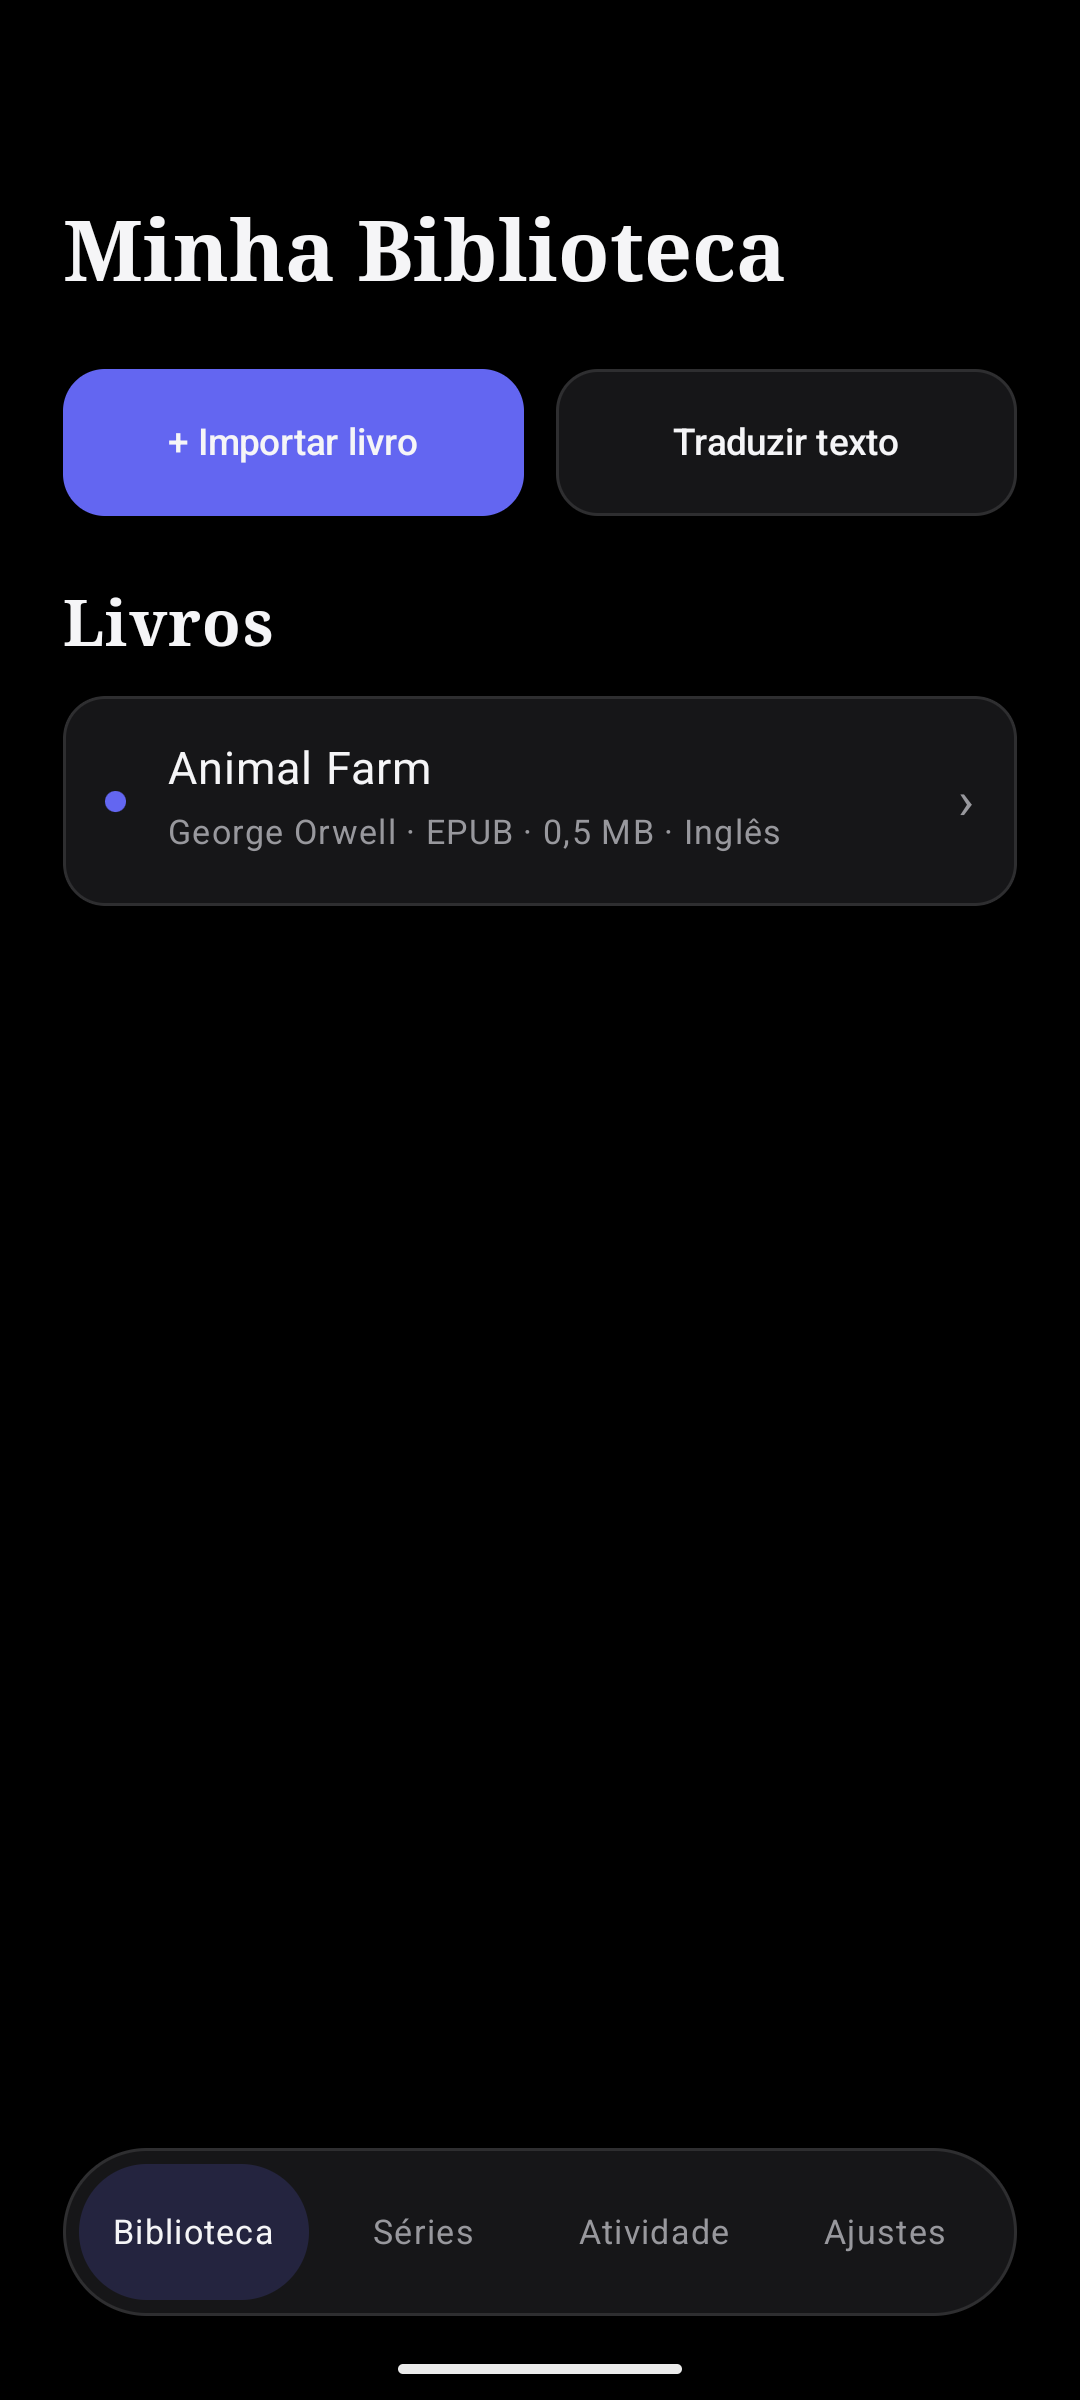 Minha Biblioteca
+ Importar livro
Traduzir texto
Livros
Animal Farm
George Orwell · EPUB · 0,5 MB · Inglês
›
Biblioteca
Séries
Atividade
Ajustes